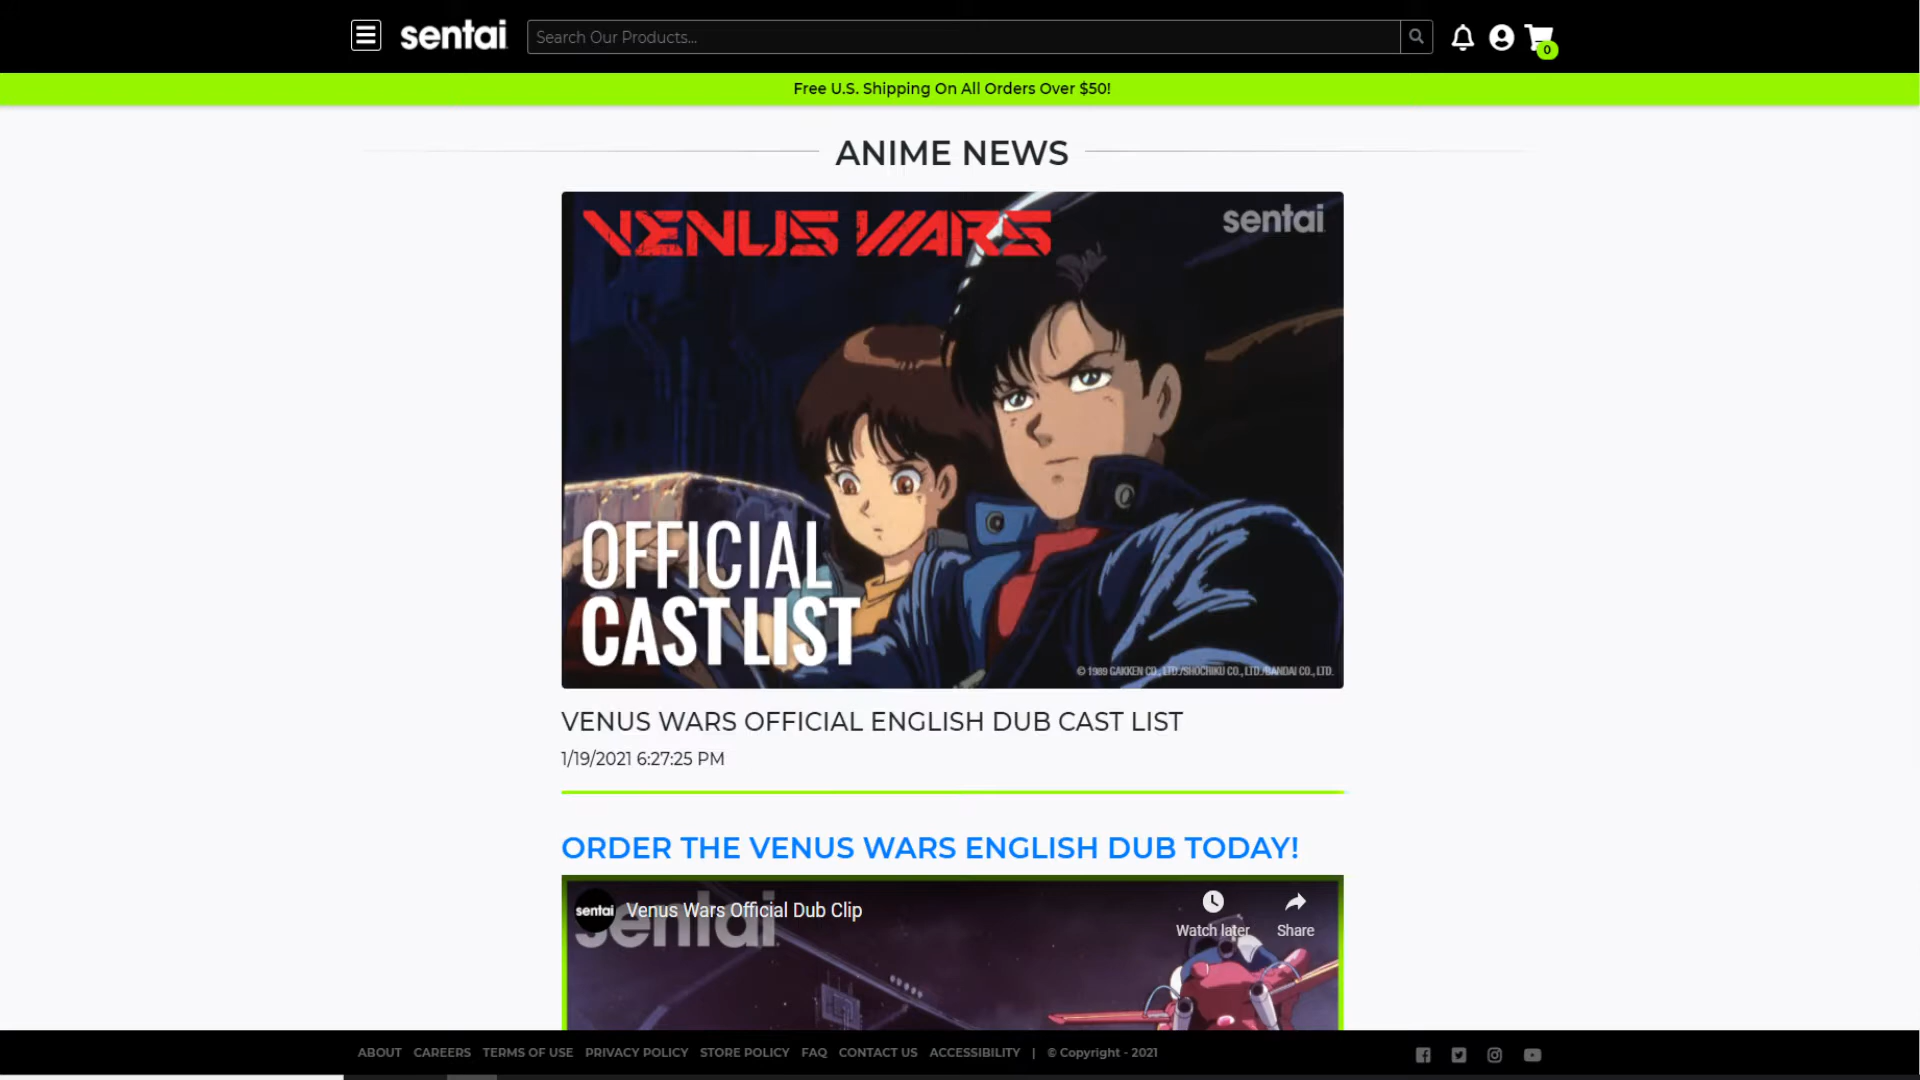 sentai
Search Our Products...
0
Free U.S. Shipping On All Orders Over $50!
ANIME NEWS
VENUS WARS
sentai
OFFICIAL
CAST LIST
© 1989 GAKKEN CO., LTD./SHOCHIKU CO., LTD./BANDAI CO., LTD.
VENUS WARS OFFICIAL ENGLISH DUB CAST LIST
1/19/2021 6:27:25 PM
ORDER THE VENUS WARS ENGLISH DUB TODAY!
sentai
Venus Wars Official Dub Clip
sentai
Watch later
Share
ABOUT CAREERS TERMS OF USE PRIVACY POLICY STORE POLICY FAQ CONTACT US ACCESSIBILITY | © Copyright - 2021